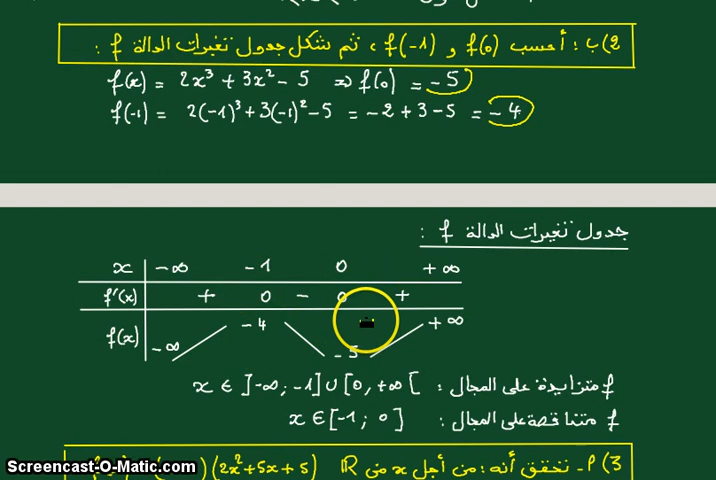 2) ب: أحسب f(0) و f(-1)، ثم شكل جدول تغيرات الدالة f :
f(x) = 2x³ + 3x² - 5 => f(0) = -5
f(-1) = 2(-1)³ + 3(-1)² - 5 = -2 + 3 - 5 = -4
جدول تغيرات الدالة f :
x -∞ -1 0 +∞
f'(x) + 0 - 0 +
f(x) -∞ -4 -5 +∞
f متزايدة على المجال : x ∈ ]-∞; -1] ∪ [0, +∞[
f متناقصة على المجال : x ∈ [-1; 0]
3) P- نحقق أنه: من أجل x من ℝ (2x²+5x+5)
Screencast-O-Matic.com